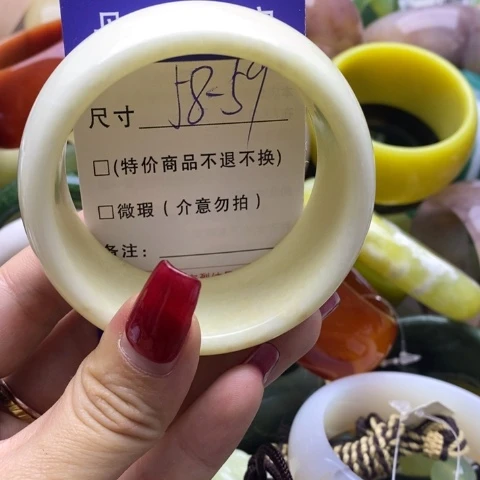 尺寸 58-59
□(特价商品不退不换)
□微瑕(介意勿拍)
备注: